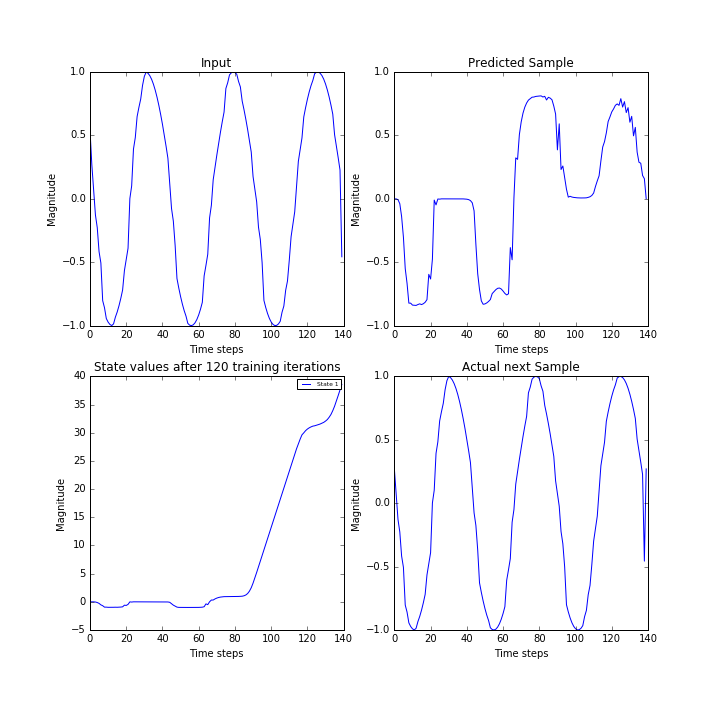 Input
1.0
0.5
0.0
−0.5
−1.0
Magnitude
0 20 40 60 80 100 120 140
Time steps
Predicted Sample
1.0
0.5
0.0
−0.5
−1.0
Magnitude
0 20 40 60 80 100 120 140
Time steps
State values after 120 training iterations
State 1
40
35
30
25
20
15
10
5
0
−5
Magnitude
0 20 40 60 80 100 120 140
Time steps
Actual next Sample
1.0
0.5
0.0
−0.5
−1.0
Magnitude
0 20 40 60 80 100 120 140
Time steps